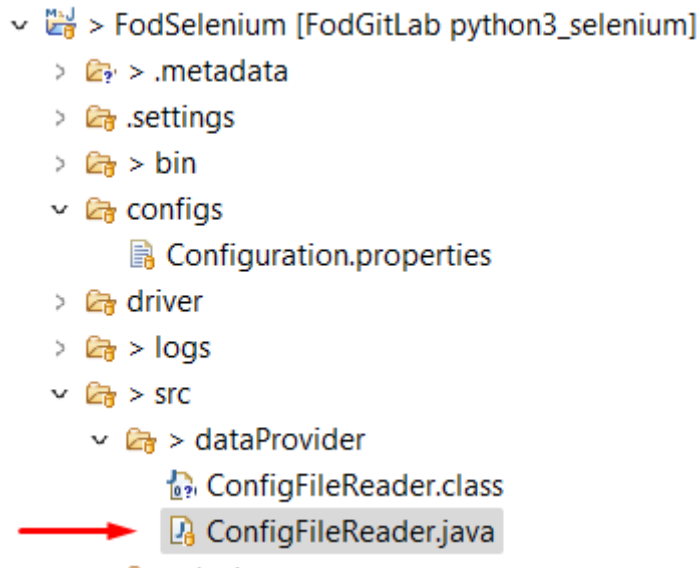 > FodSelenium [FodGitLab python3_selenium]
> .metadata
.settings
> bin
configs
Configuration.properties
driver
> logs
> src
> dataProvider
ConfigFileReader.class
ConfigFileReader.java